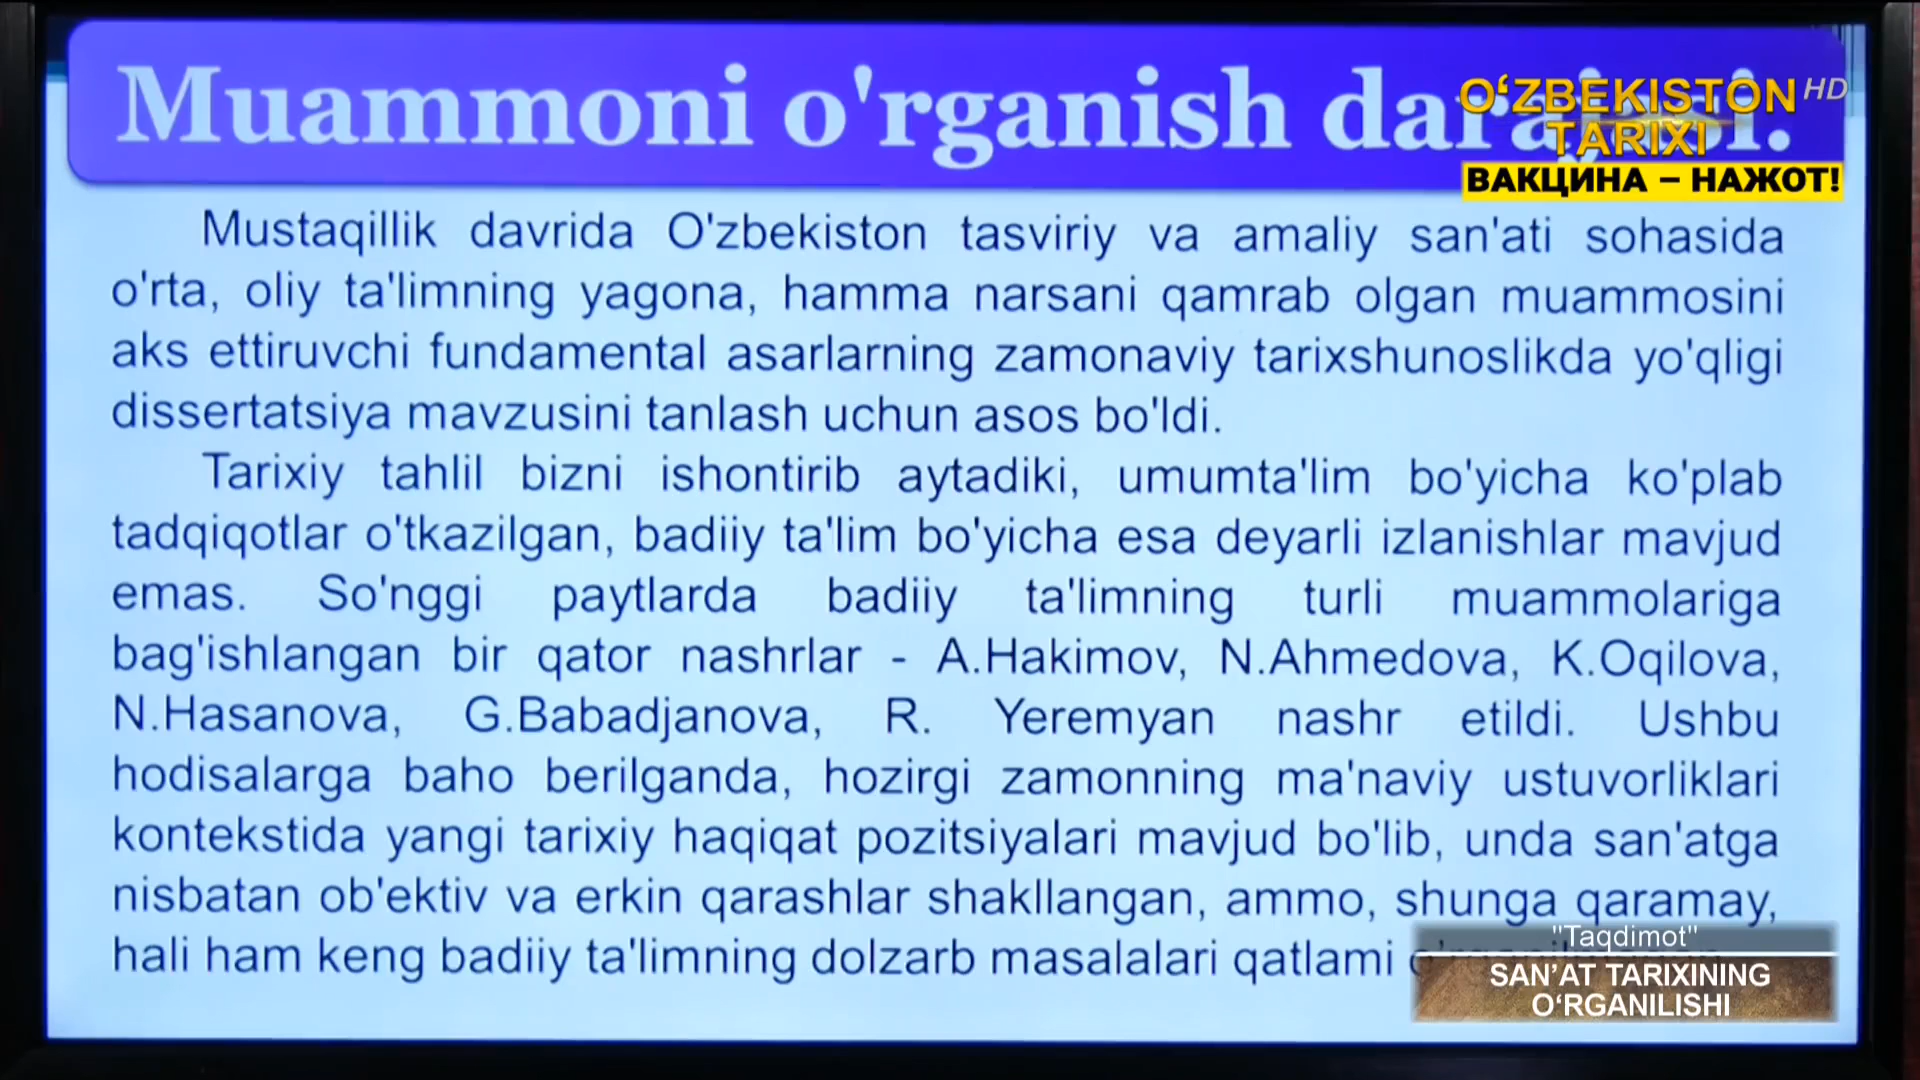 Muammoni o'rganish
O‘ZBEKISTON HD
TARIXI
ВАКЦИНА – НАЖОТ!
Mustaqillik davrida O'zbekiston tasviriy va amaliy san'ati sohasida
o'rta, oliy ta'limning yagona, hamma narsani qamrab olgan muammosini
aks ettiruvchi fundamental asarlarning zamonaviy tarixshunoslikda yo'qligi
dissertatsiya mavzusini tanlash uchun asos bo'ldi.
Tarixiy tahlil bizni ishontirib aytadiki, umumta'lim bo'yicha ko'plab
tadqiqotlar o'tkazilgan, badiiy ta'lim bo'yicha esa deyarli izlanishlar mavjud
emas. So'nggi paytlarda badiiy ta'limning turli muammolariga
bag'ishlangan bir qator nashrlar - A.Hakimov, N.Ahmedova, K.Oqilova,
N.Hasanova, G.Babadjanova, R. Yeremyan nashr etildi. Ushbu
hodisalarga baho berilganda, hozirgi zamonning ma'naviy ustuvorliklari
kontekstida yangi tarixiy haqiqat pozitsiyalari mavjud bo'lib, unda san'atga
nisbatan ob'ektiv va erkin qarashlar shakllangan, ammo, shunga qaramay,
hali ham keng badiiy ta'limning dolzarb masalalari qatlami
"Taqdimot"
SAN’AT TARIXINING
O‘RGANILISHI